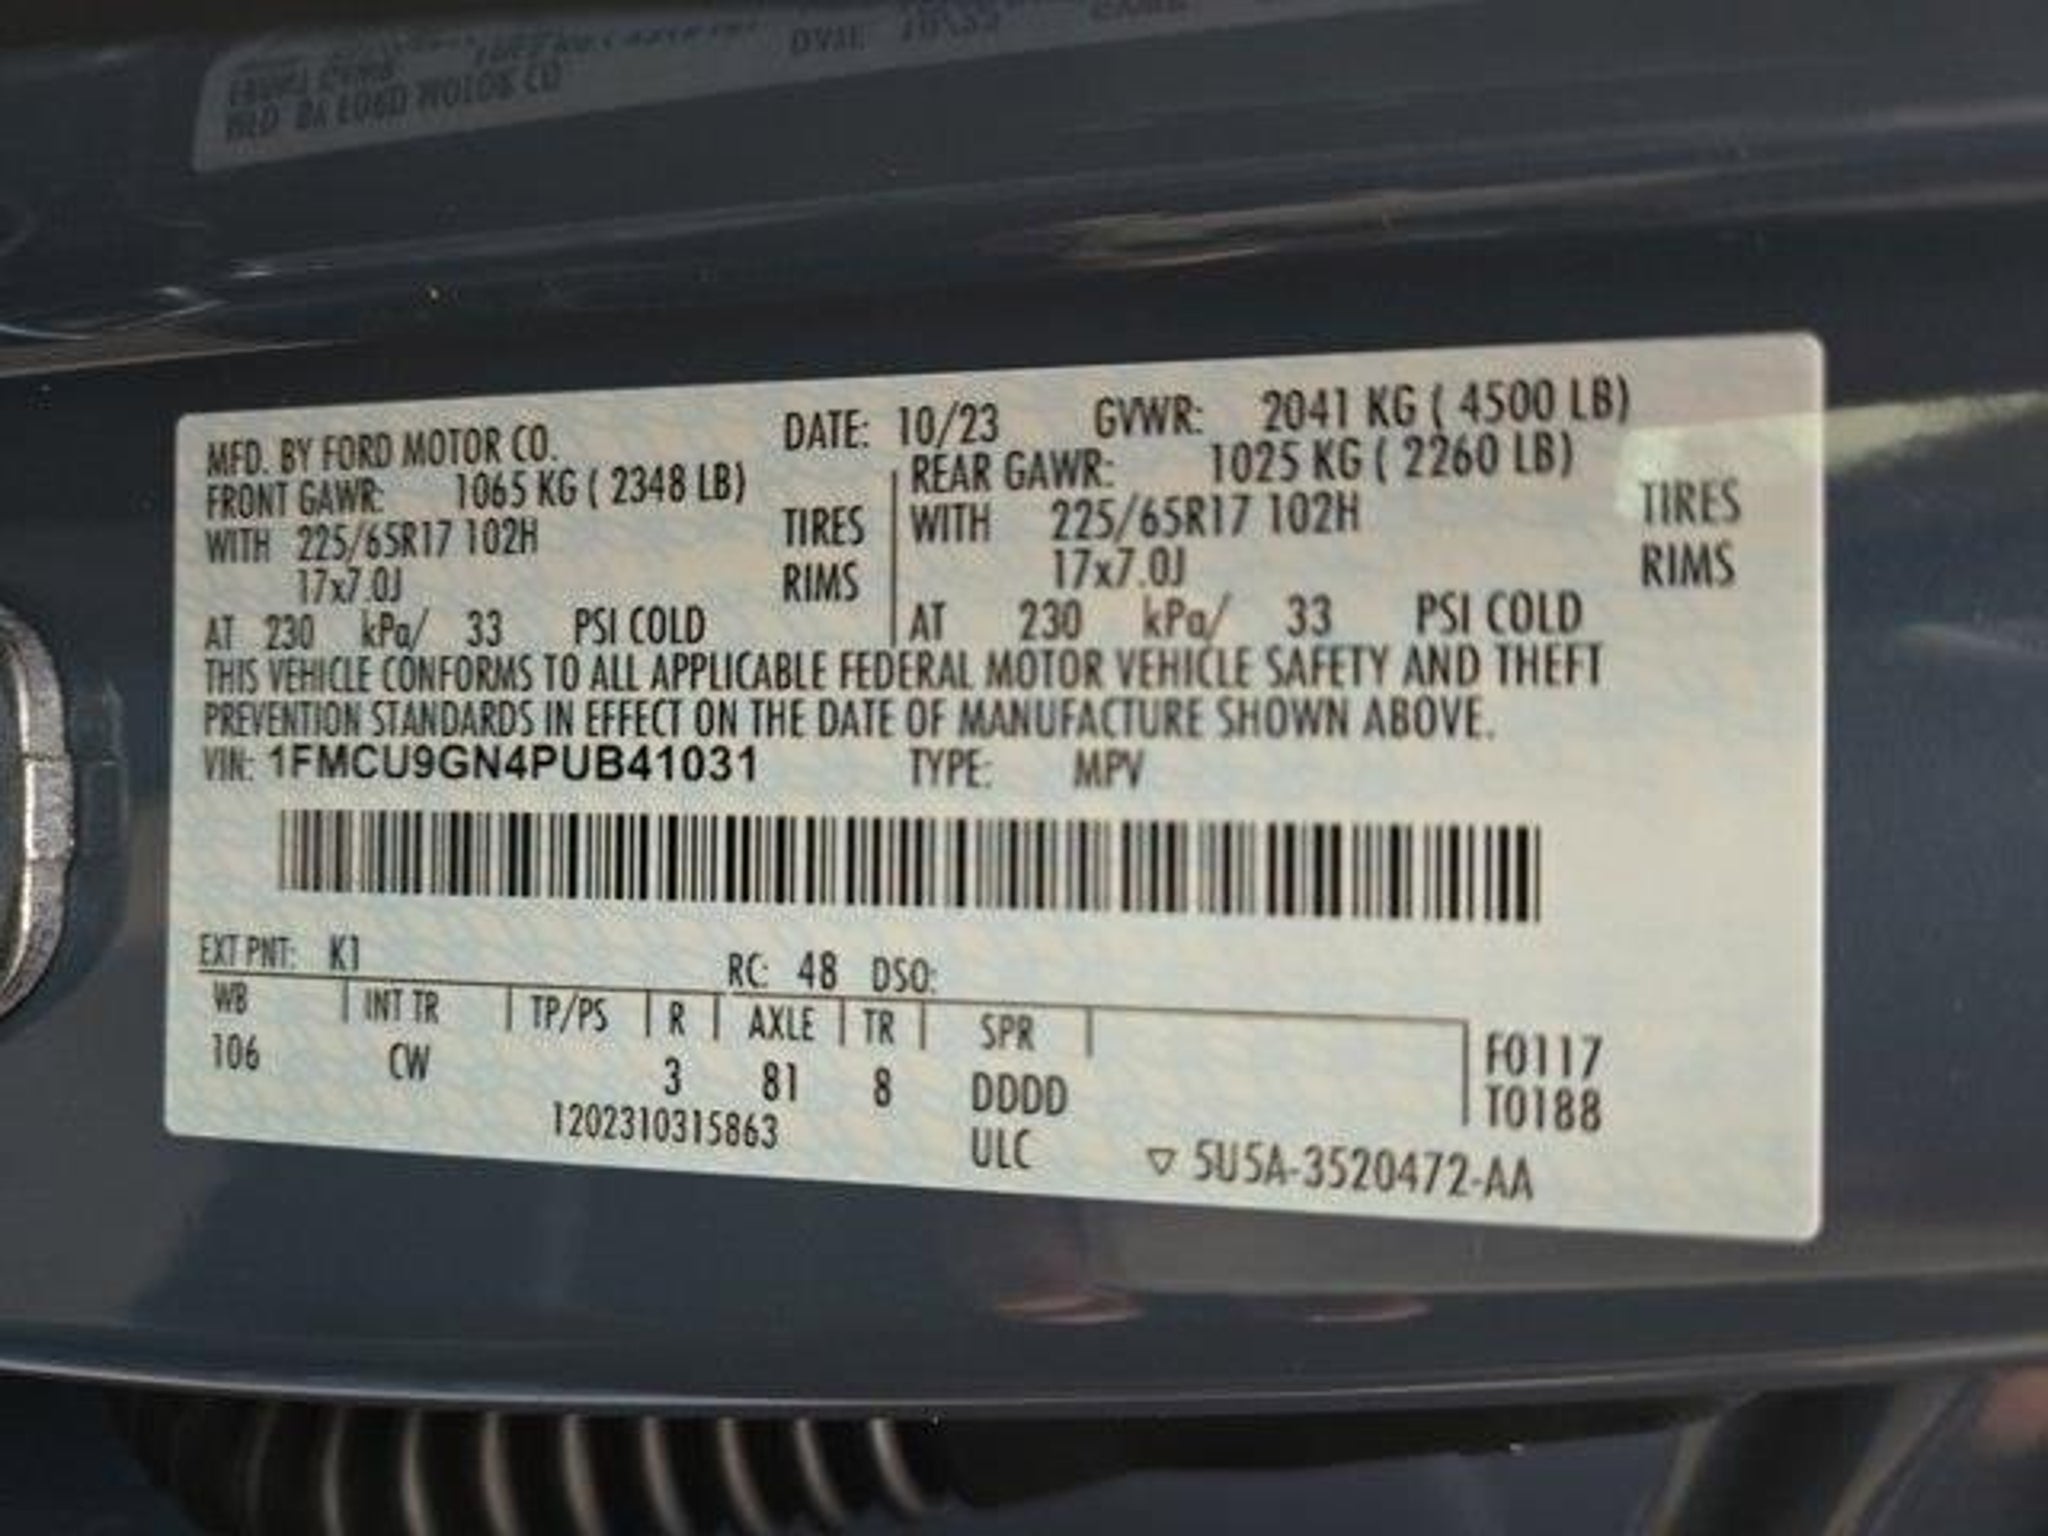 MFD. BY FORD MOTOR CO. DATE: 10/23 GVWR: 2041 KG ( 4500 LB)
FRONT GAWR: 1065 KG ( 2348 LB) REAR GAWR: 1025 KG ( 2260 LB)
WITH 225/65R17 102H TIRES WITH 225/65R17 102H TIRES
17x7.0J RIMS 17x7.0J RIMS
AT 230 kPa/ 33 PSI COLD AT 230 kPa/ 33 PSI COLD
THIS VEHICLE CONFORMS TO ALL APPLICABLE FEDERAL MOTOR VEHICLE SAFETY AND THEFT
PREVENTION STANDARDS IN EFFECT ON THE DATE OF MANUFACTURE SHOWN ABOVE.
VIN: 1FMCU9GN4PUB41031 TYPE: MPV
EXT PNT: K1 RC: 48 DSO:
WB INT TR TP/PS R AXLE TR SPR
106 CW 3 81 8 DDDD
F0117
T0188
1202310315863 ULC ▽ 5U5A-3520472-AA